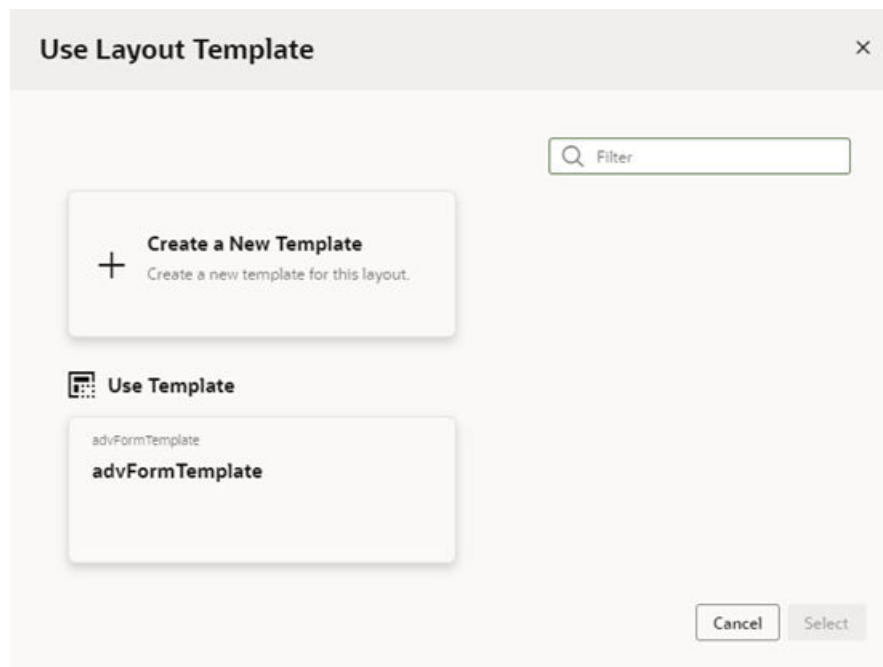 Use Layout Template
Filter
Create a New Template
Create a new template for this layout.
Use Template
advFormTemplate
advFormTemplate
Cancel
Select